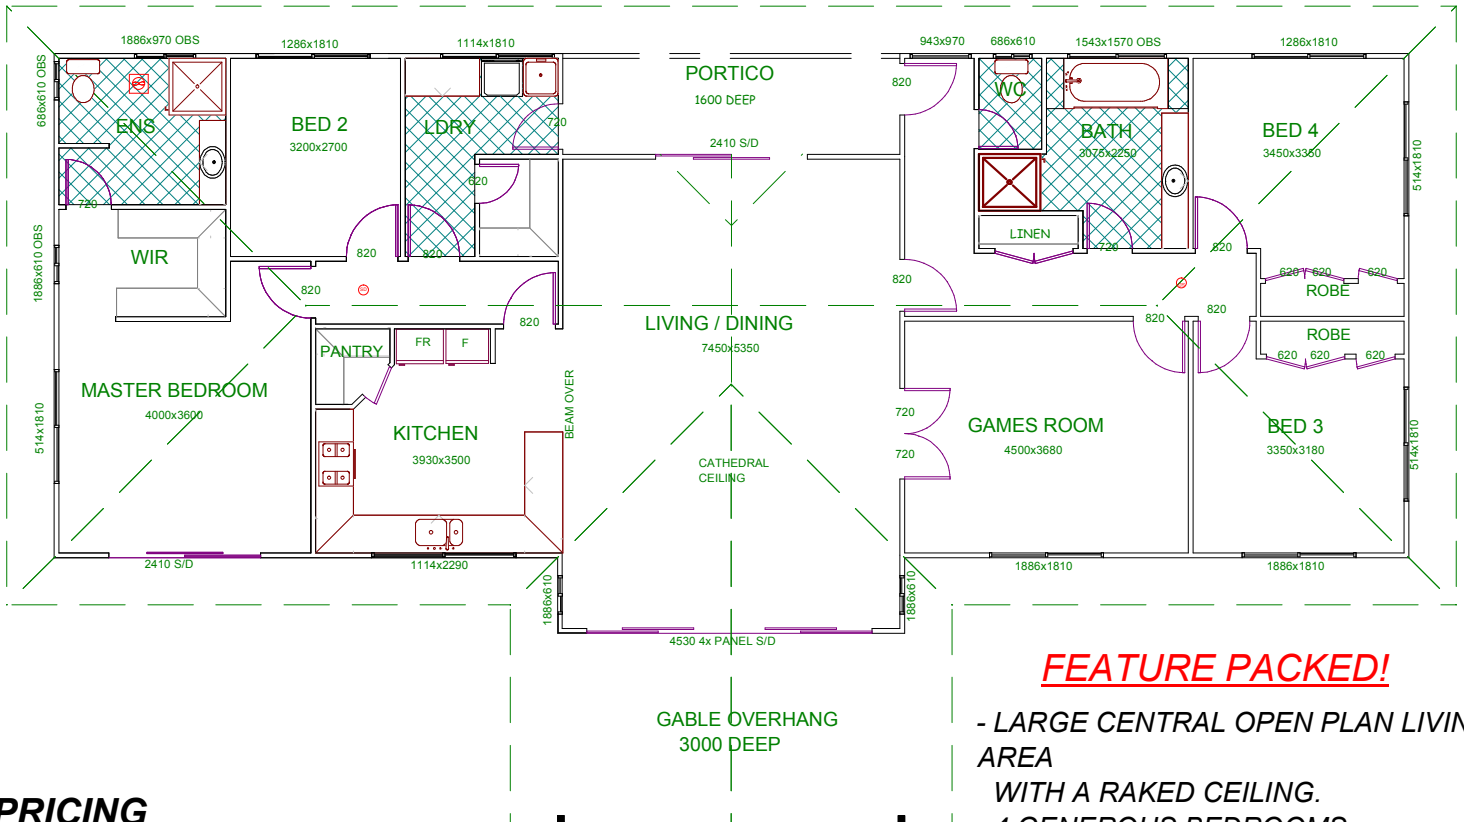 1886x970 OBS
1286x1810
1114x1810
943x970
686x610
1543x1570 OBS
1286x1810
686x610 OBS
ENS
BED 2
3200x2700
LDRY
720
PORTICO
1600 DEEP
2410 S/D
820
WC
BATH
3075x2250
BED 4
3450x3350
514x1810
620
720
1886x610 OBS
WIR
820
820
LINEN
720
820
820
820
820
620
620
620
ROBE
820
820
820
LIVING / DINING
7450x5350
ROBE
620
620
620
PANTRY
FR
F
MASTER BEDROOM
4000x3600
514x1810
KITCHEN
3930x3500
BEAM OVER
720
720
GAMES ROOM
4500x3680
BED 3
3350x3180
514x1810
CATHEDRAL
CEILING
2410 S/D
1114x2290
1886x610
1886x610
1886x1810
1886x1810
4530 4x PANEL S/D
GABLE OVERHANG
3000 DEEP
FEATURE PACKED!
- LARGE CENTRAL OPEN PLAN LIVIN
AREA
WITH A RAKED CEILING.
4 GENEROUS BEDROOMS
PRICING